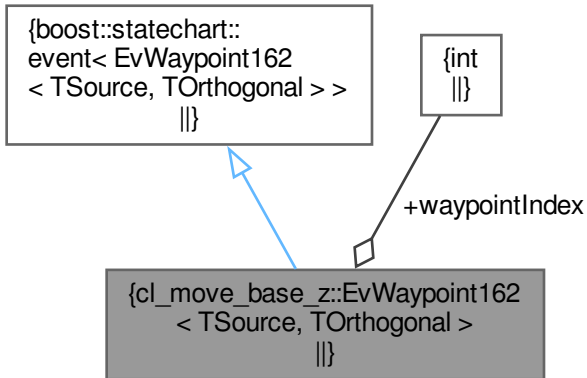 {boost::statechart::
event< EvWaypoint162
< TSource, TOrthogonal > >
||}
{int
||}
+waypointIndex
{cl_move_base_z::EvWaypoint162
< TSource, TOrthogonal >
||}